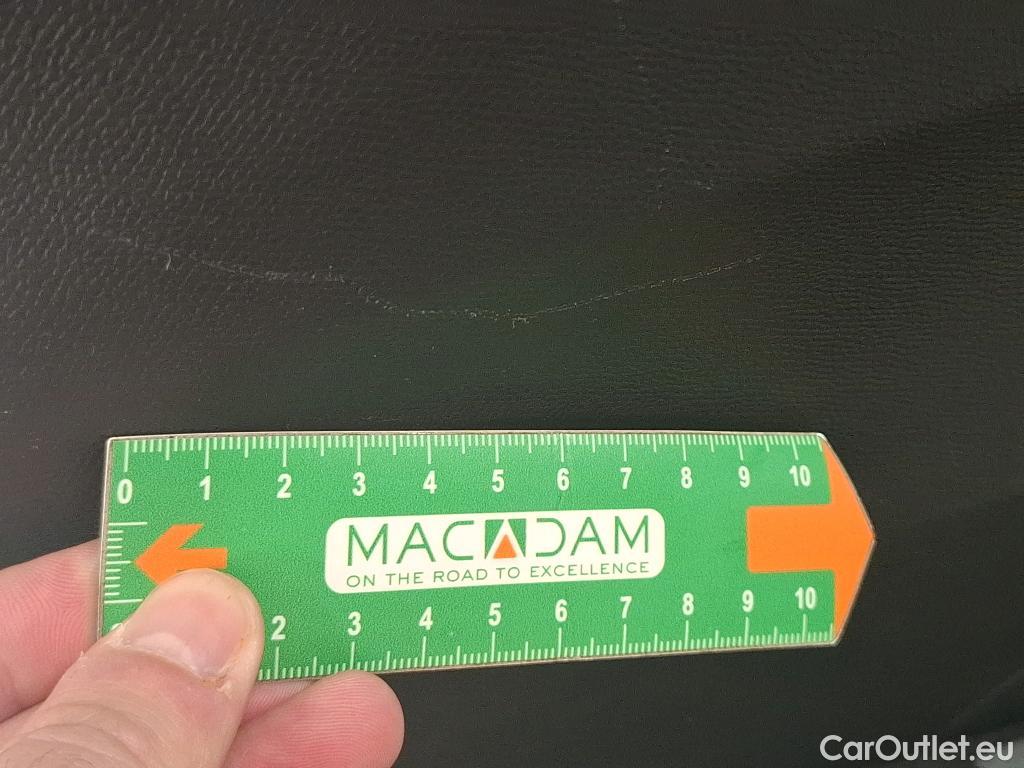 0 1 2 3 4 5 6 7 8 9 10
MACADAM
ON THE ROAD TO EXCELLENCE
2 3 4 5 6 7 8 9 10
CarOutlet.eu